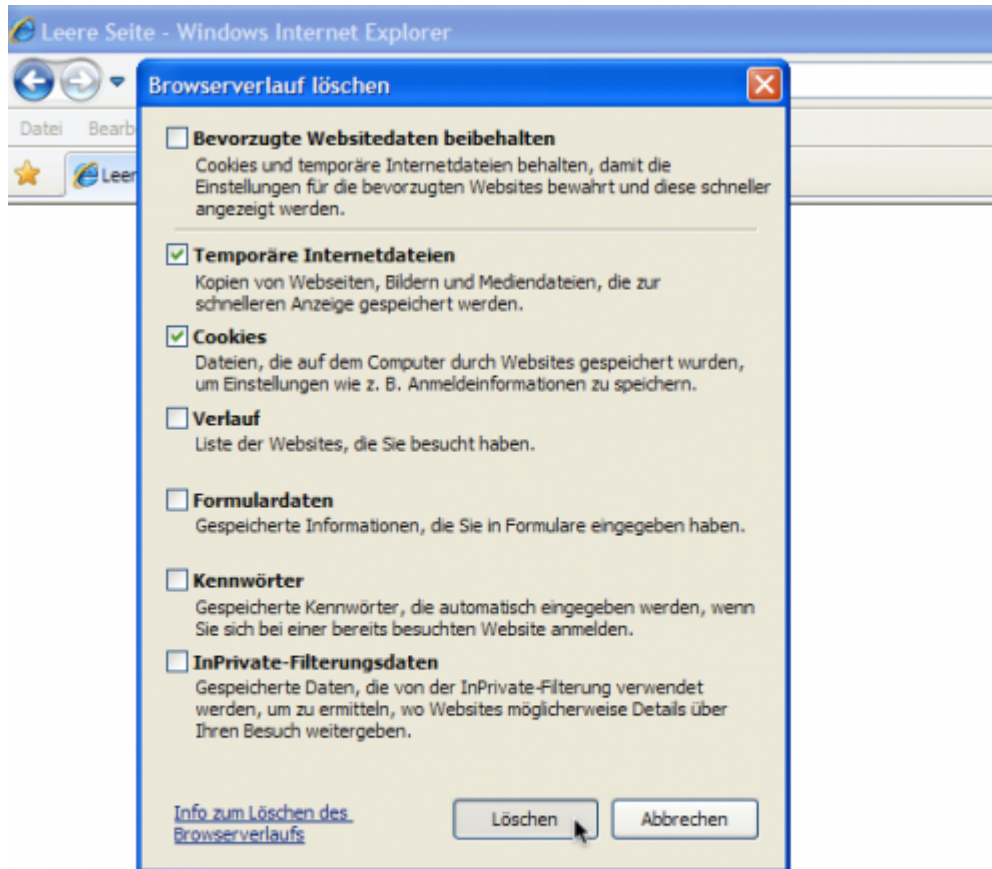 Leere Seite - Windows Internet Explorer
Browserverlauf löschen
Datei Bearb
Leer
Bevorzugte Websitedaten beibehalten
Cookies und temporäre Internetdateien behalten, damit die
Einstellungen für die bevorzugten Websites bewahrt und diese schneller
angezeigt werden.
Temporäre Internetdateien
Kopien von Webseiten, Bildern und Mediendateien, die zur
schnelleren Anzeige gespeichert werden.
Cookies
Dateien, die auf dem Computer durch Websites gespeichert wurden,
um Einstellungen wie z. B. Anmeldeinformationen zu speichern.
Verlauf
Liste der Websites, die Sie besucht haben.
Formulardaten
Gespeicherte Informationen, die Sie in Formulare eingegeben haben.
Kennwörter
Gespeicherte Kennwörter, die automatisch eingegeben werden, wenn
Sie sich bei einer bereits besuchten Website anmelden.
InPrivate-Filterungsdaten
Gespeicherte Daten, die von der InPrivate-Filterung verwendet
werden, um zu ermitteln, wo Websites möglicherweise Details über
Ihren Besuch weitergeben.
Info zum Löschen des
Browserverlaufs
Löschen
Abbrechen